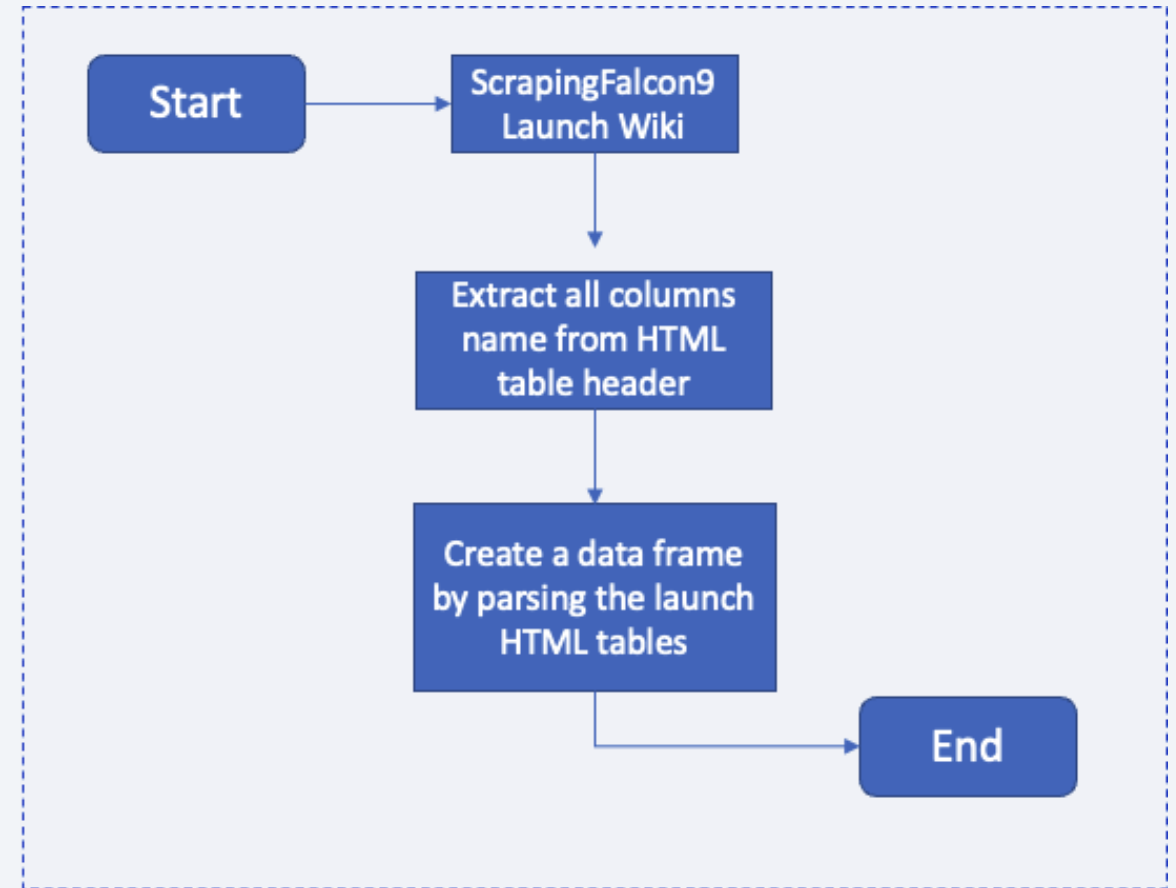 Start
ScrapingFalcon9
Launch Wiki
Extract all columns
name from HTML
table header
Create a data frame
by parsing the launch
HTML tables
End